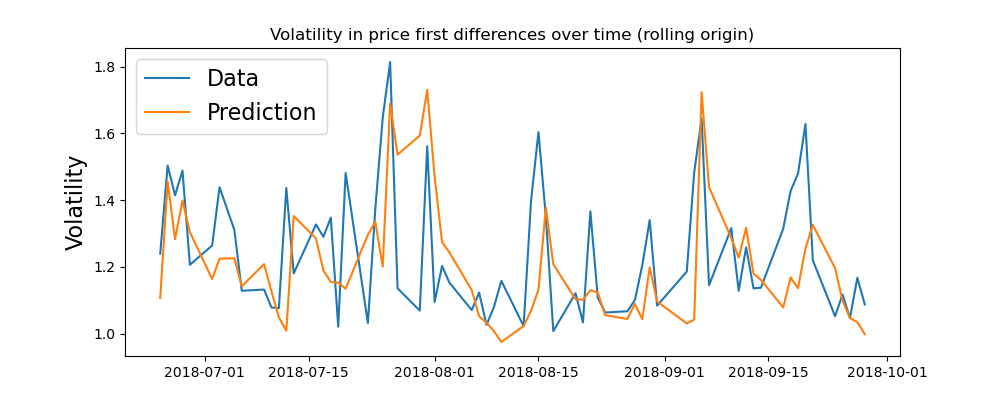 Volatility in price first differences over time (rolling origin)
Data
Prediction
Volatility
1.8
1.6
1.4
1.2
1.0
2018-07-01 2018-07-15 2018-08-01 2018-08-15 2018-09-01 2018-09-15 2018-10-01